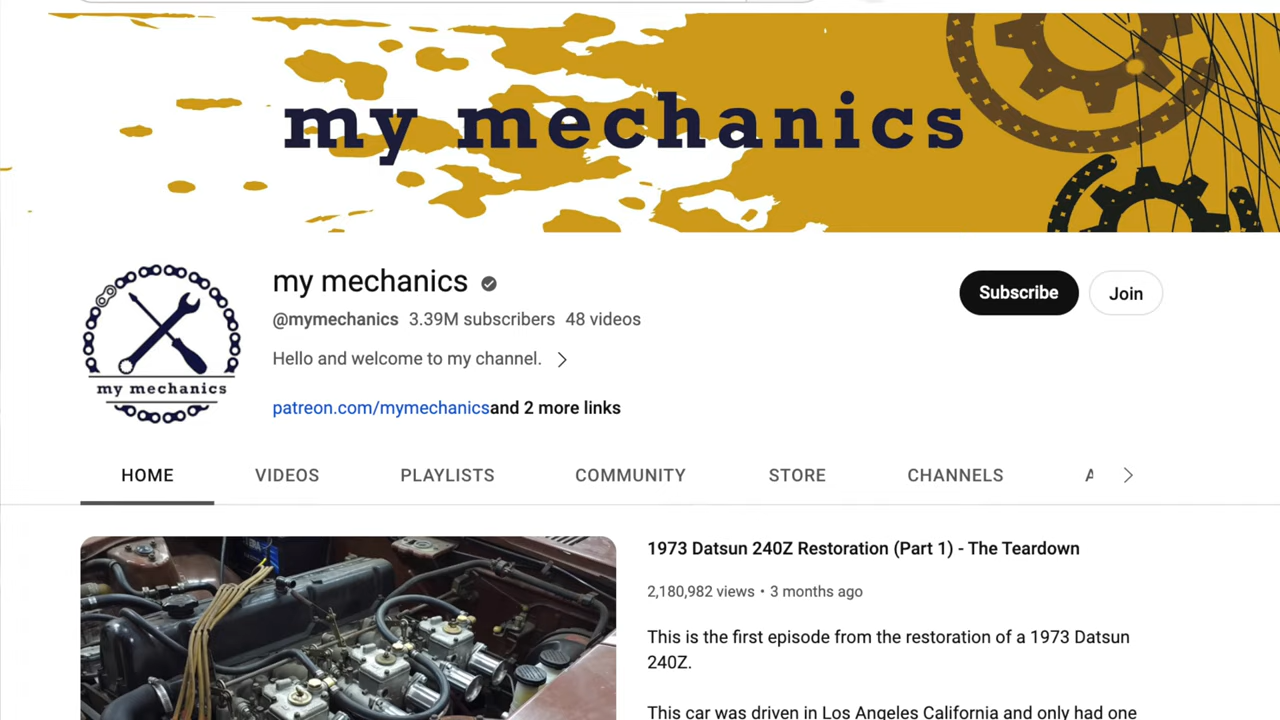 my mechanics
my mechanics
my mechanics
@mymechanics 3.39M subscribers 48 videos
Hello and welcome to my channel.
patreon.com/mymechanicsand 2 more links
Subscribe
Join
HOME VIDEOS PLAYLISTS COMMUNITY STORE CHANNELS
1973 Datsun 240Z Restoration (Part 1) - The Teardown
2,180,982 views • 3 months ago
This is the first episode from the restoration of a 1973 Datsun
240Z.
This car was driven in Los Angeles California and only had one